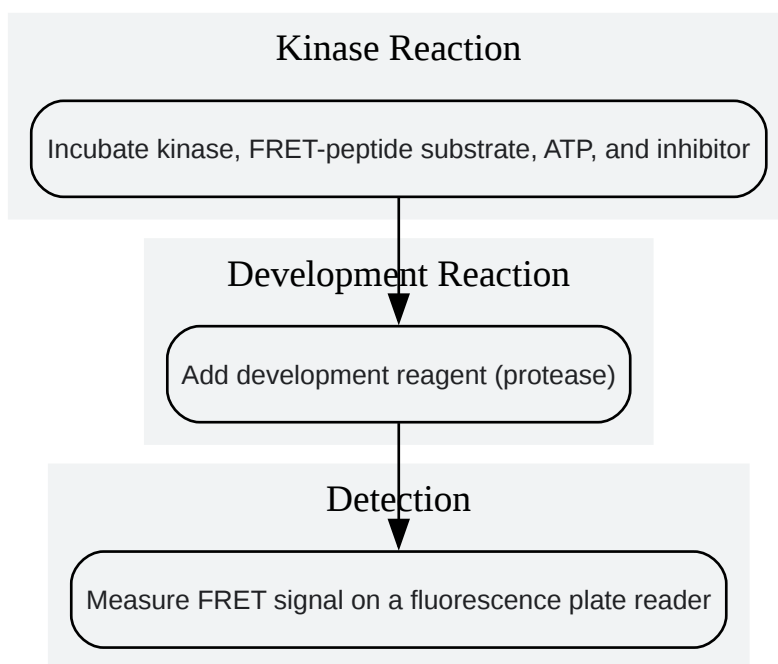 Kinase Reaction
Incubate kinase, FRET-peptide substrate, ATP, and inhibitor
Development Reaction
Add development reagent (protease)
Detection
Measure FRET signal on a fluorescence plate reader